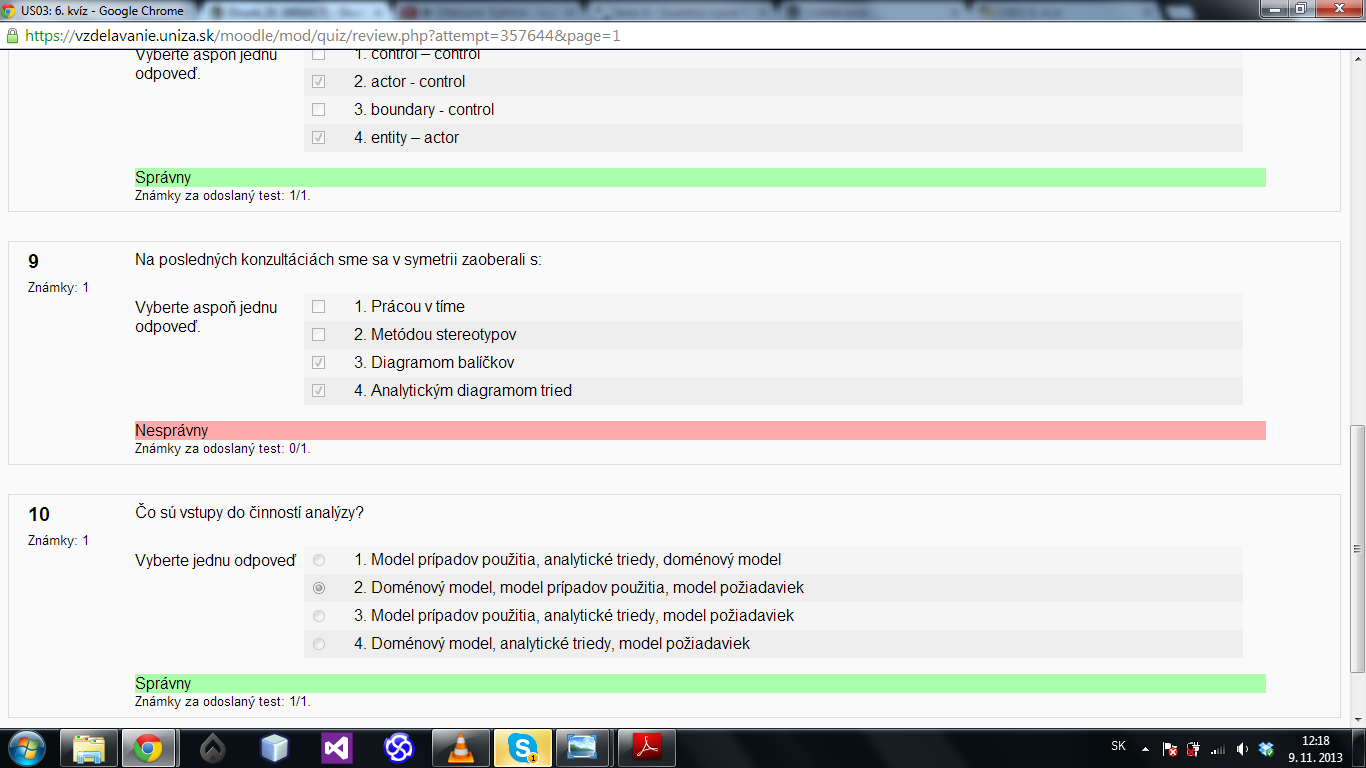 US03: 6. kvíz - Google Chrome
https://vzdelavanie.uniza.sk/moodle/mod/quiz/review.php?attempt=357644&page=1
Vyberte aspoň jednu odpoveď.
1. control – control
2. actor - control
3. boundary - control
4. entity – actor
Správny
Známky za odoslaný test: 1/1.
9
Známky: 1
Na posledných konzultáciách sme sa v symetrii zaoberali s:
Vyberte aspoň jednu
odpoveď.
1. Prácou v tíme
2. Metódou stereotypov
3. Diagramom balíčkov
4. Analytickým diagramom tried
Nesprávny
Známky za odoslaný test: 0/1.
10
Známky: 1
Čo sú vstupy do činností analýzy?
Vyberte jednu odpoveď
1. Model prípadov použitia, analytické triedy, doménový model
2. Doménový model, model prípadov použitia, model požiadaviek
3. Model prípadov použitia, analytické triedy, model požiadaviek
4. Doménový model, analytické triedy, model požiadaviek
Správny
Známky za odoslaný test: 1/1.
SK
12:18
9. 11. 2013